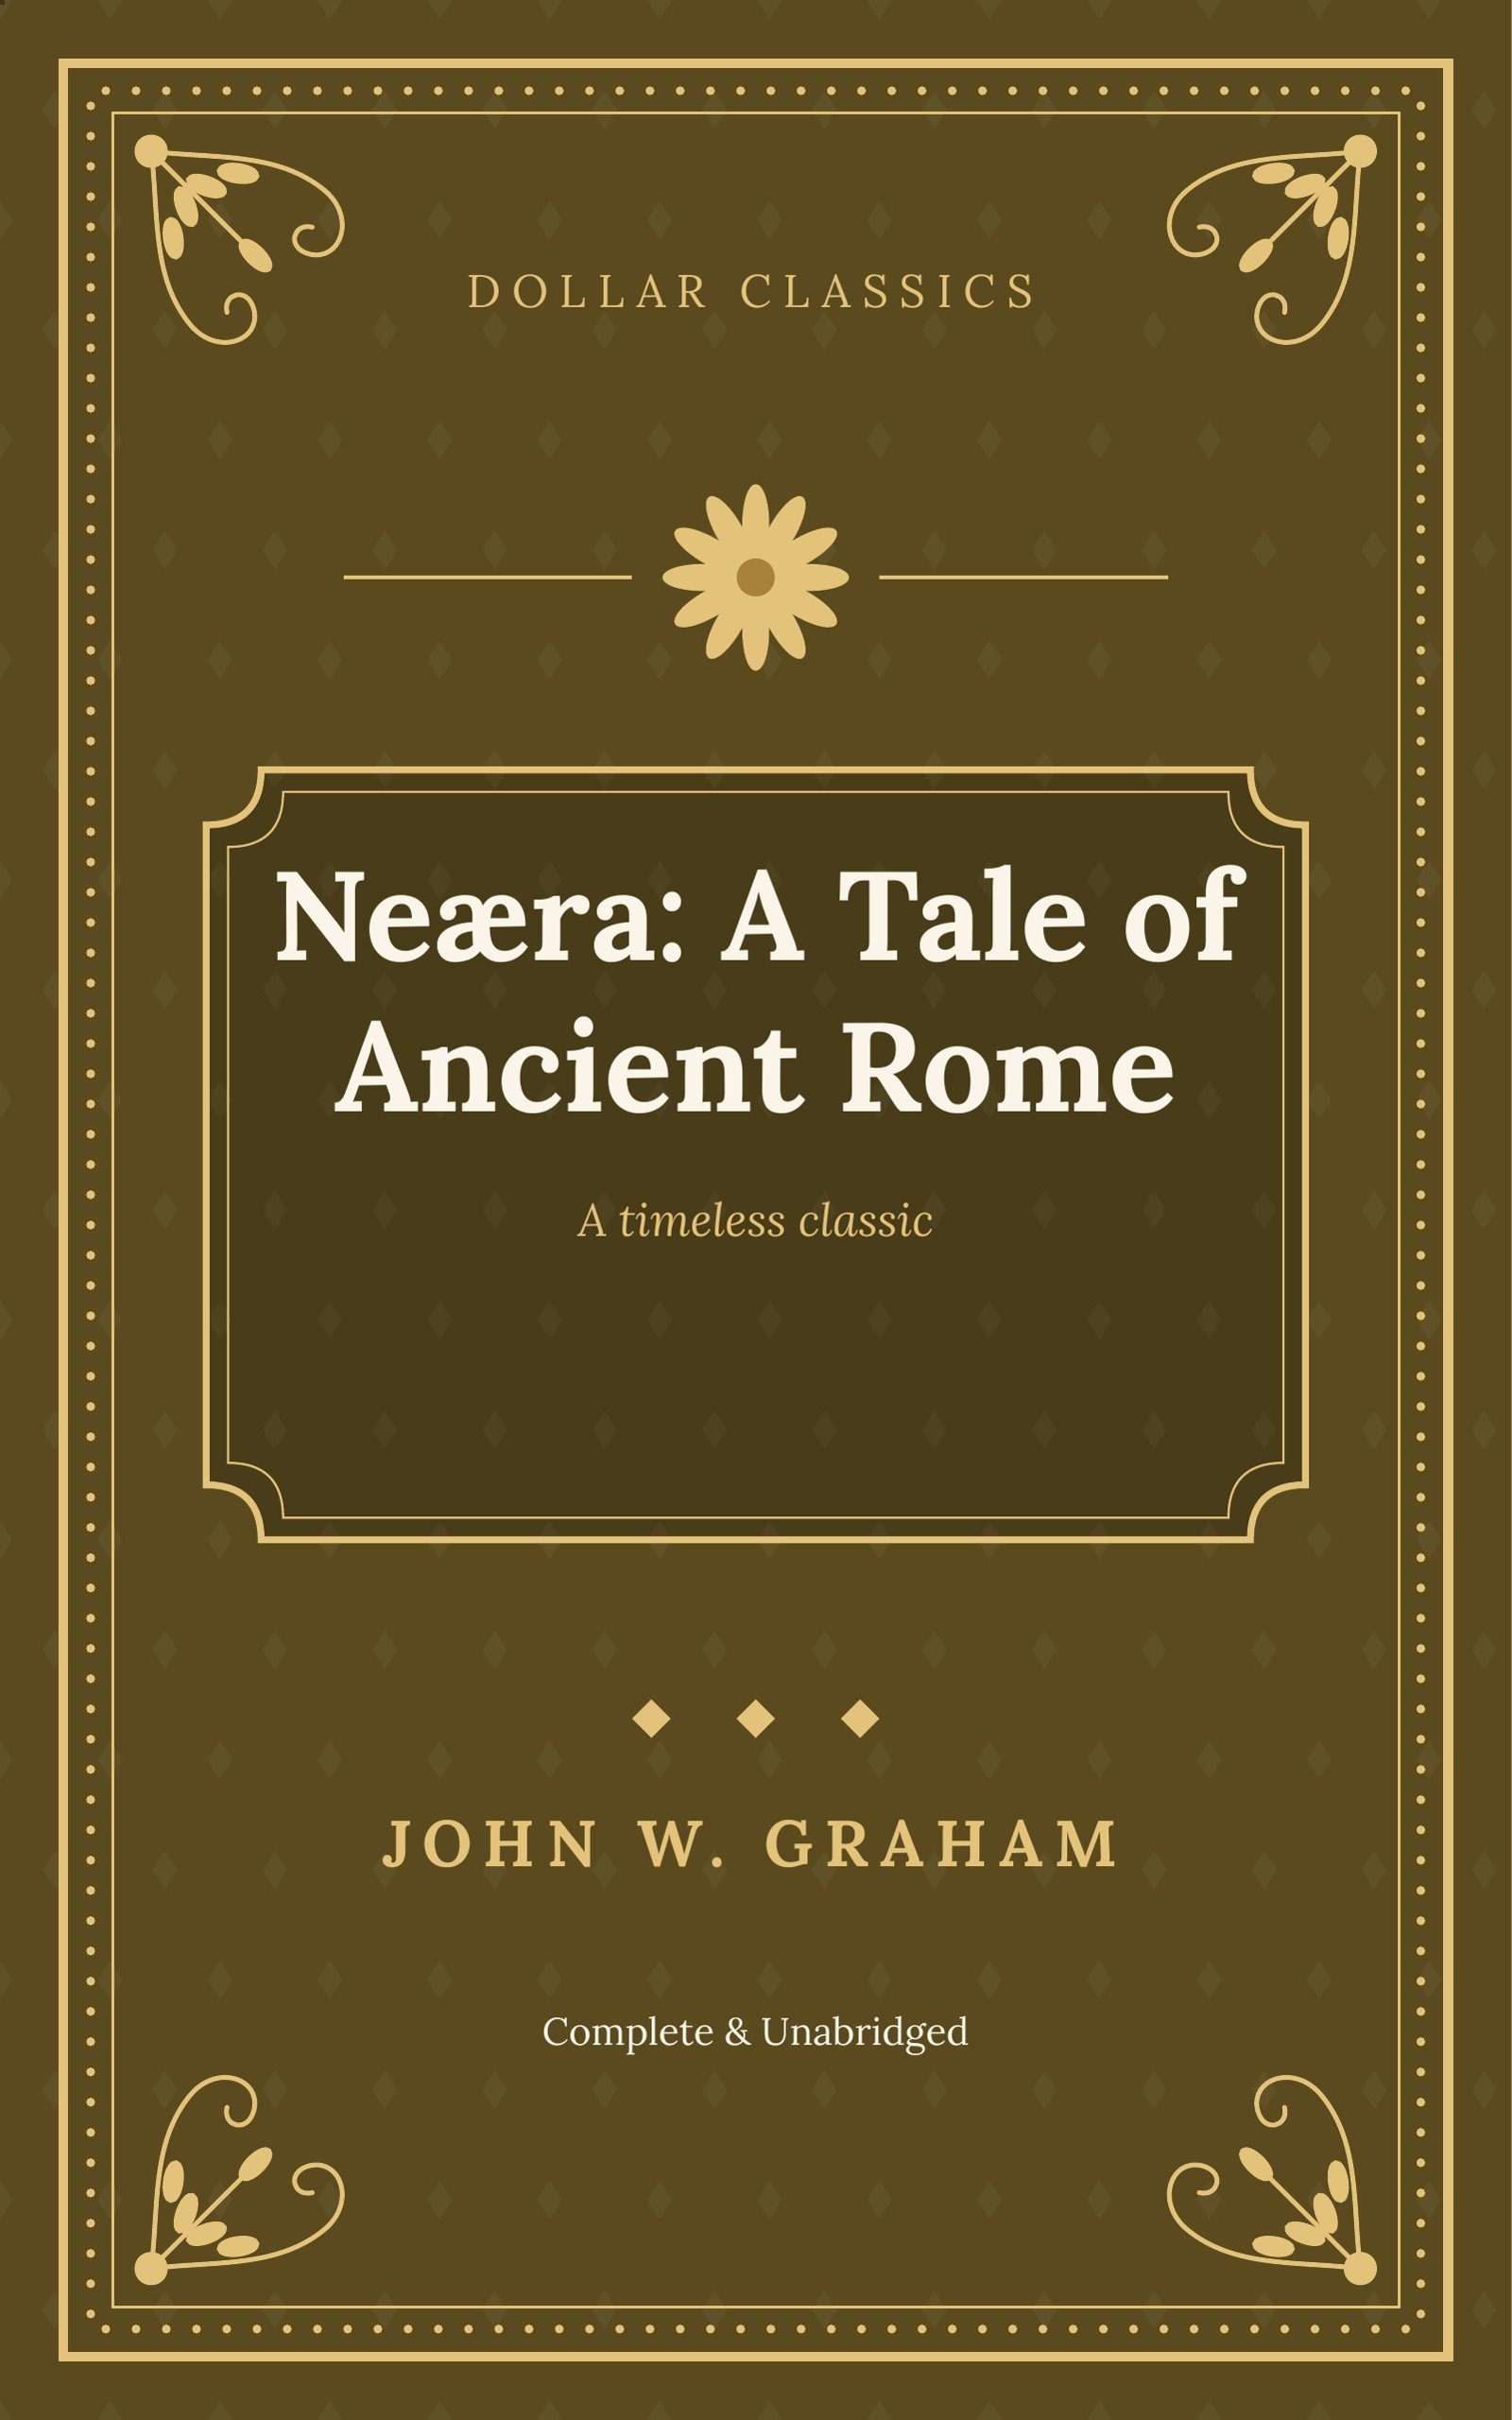 DOLLAR CLASSICS
Neæra: A Tale of
Ancient Rome
A timeless classic
JOHN W. GRAHAM
Complete & Unabridged